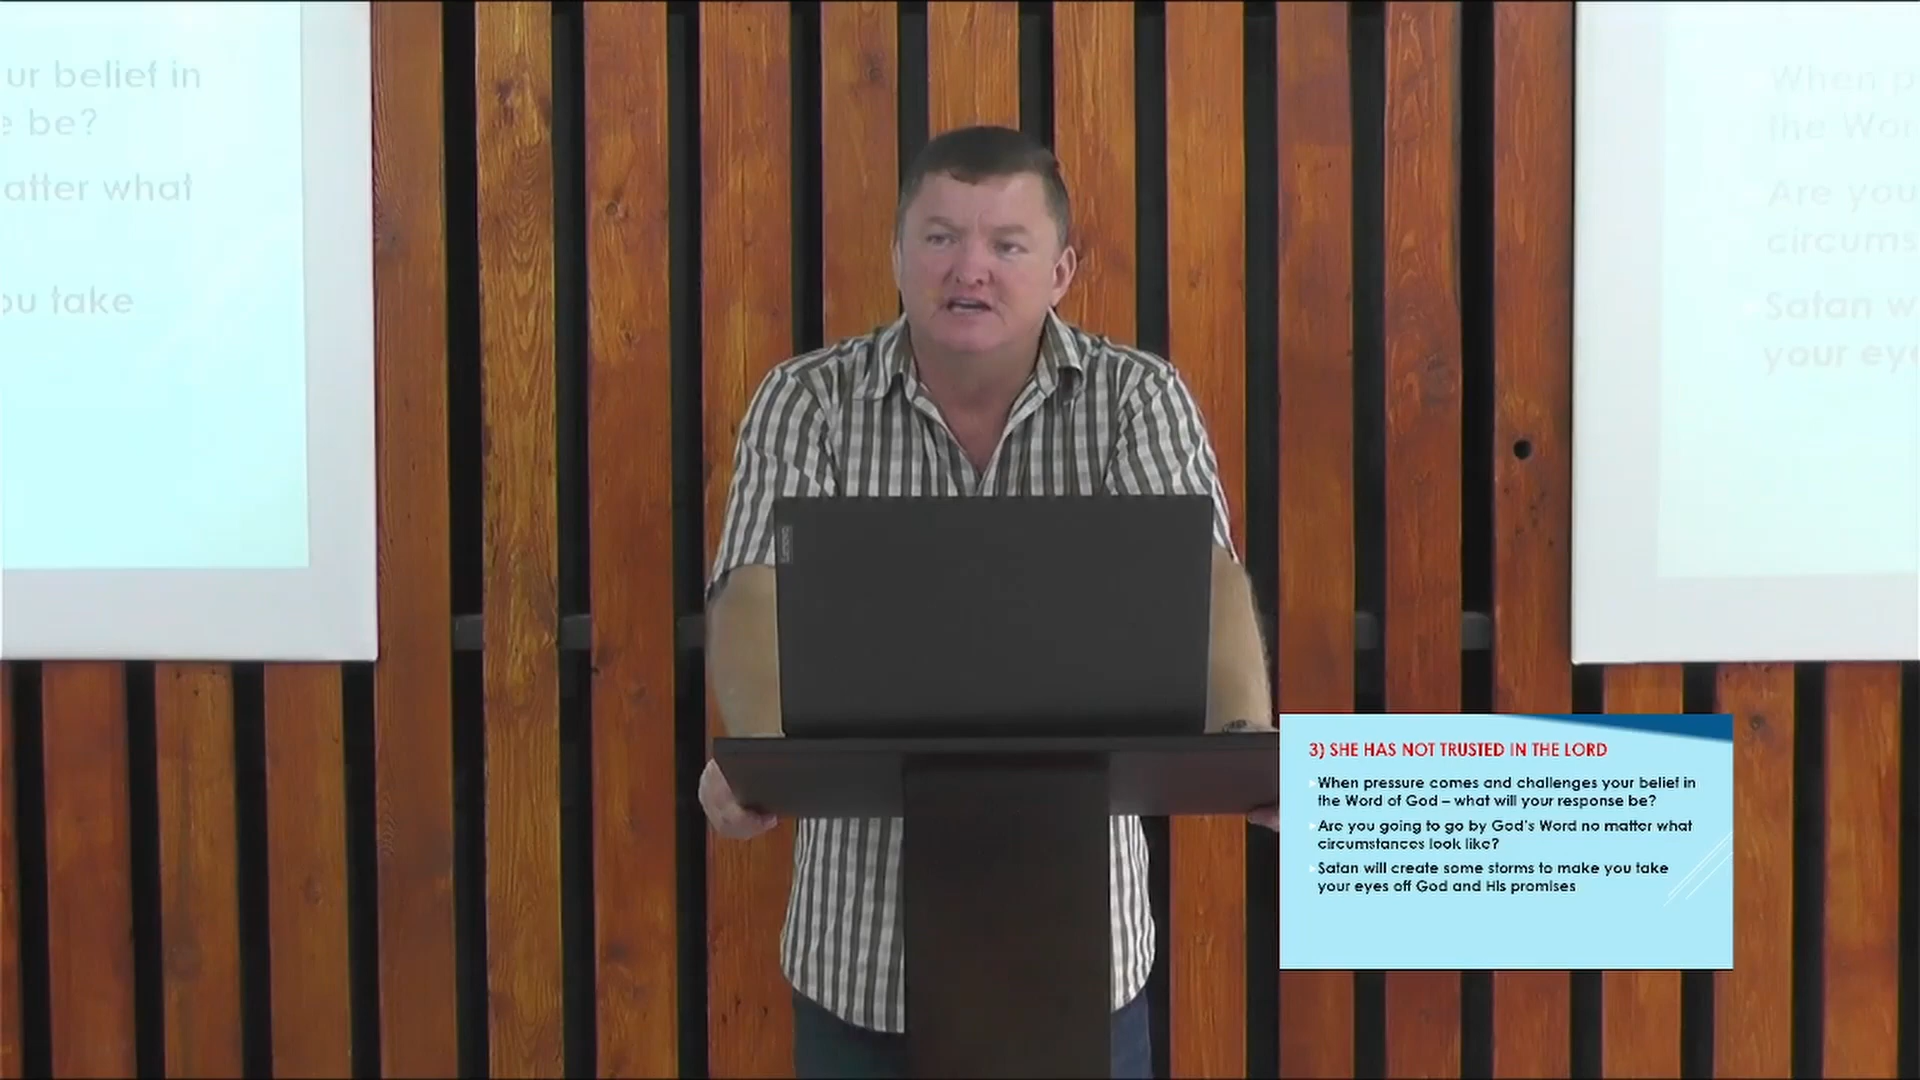 ur belief in
e be?
atter what
ou take
When p
the Wor
Are you
circums
Satan w
your eye
Lenovo
3) SHE HAS NOT TRUSTED IN THE LORD
When pressure comes and challenges your belief in
the Word of God – what will your response be?
Are you going to go by God's Word no matter what
circumstances look like?
Satan will create some storms to make you take
your eyes off God and His promises